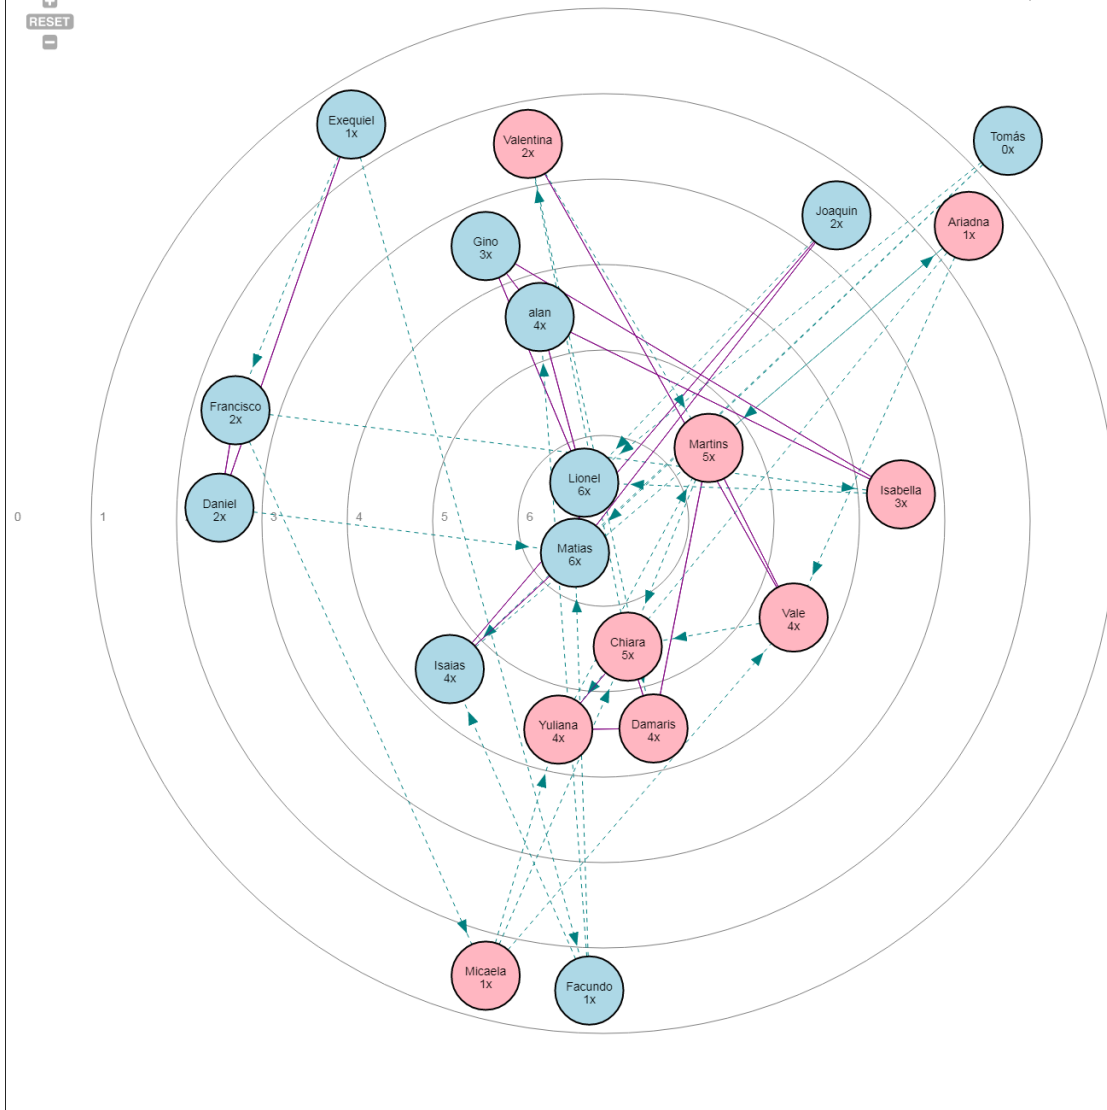 +
RESET
−
Exequiel
1x
Valentina
2x
Tomás
0x
Joaquin
2x
Ariadna
1x
Gino
3x
alan
4x
Francisco
2x
Martins
5x
Lionel
6x
Isabella
3x
Daniel
2x
0
1
3
4
5
6
Matias
6x
Vale
4x
Chiara
5x
Isaias
4x
Yuliana
4x
Damaris
4x
Micaela
1x
Facundo
1x